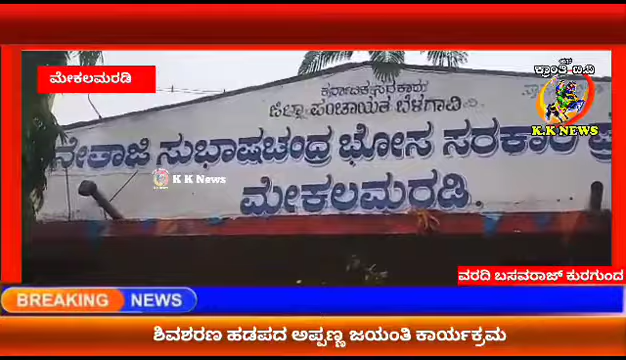 ಮೇಕಲಮರಡಿ
ಕ್ರಾಂತಿ ಟಿ.ವಿ
K.K NEWS
ಕರ್ನಾಟಕ ಸರಕಾರ
ಜಿಲ್ಲಾ ಪಂಚಾಯತ ಬೆಳಗಾವಿ
ನೇತಾಜಿ ಸುಭಾಷಚಂದ್ರ ಭೋಸ ಸರಕಾರಿ
K K News
ಮೇಕಲಮರಡಿ.
ವರದಿ ಬಸವರಾಜ್ ಕುರಗುಂದ
BREAKING NEWS
ಶಿವಶರಣ ಹಡಪದ ಅಪ್ಪಣ್ಣ ಜಯಂತಿ ಕಾರ್ಯಕ್ರಮ